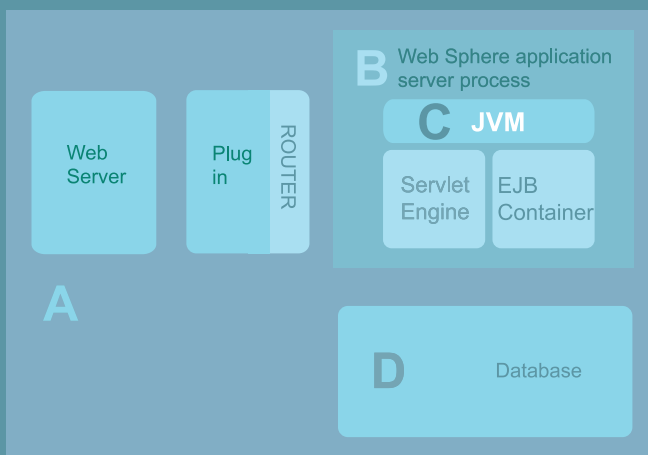 B Web Sphere application
server process
C JVM
Web
Server
Plug
in
ROUTER
Servlet
Engine
EJB
Container
A
D Database